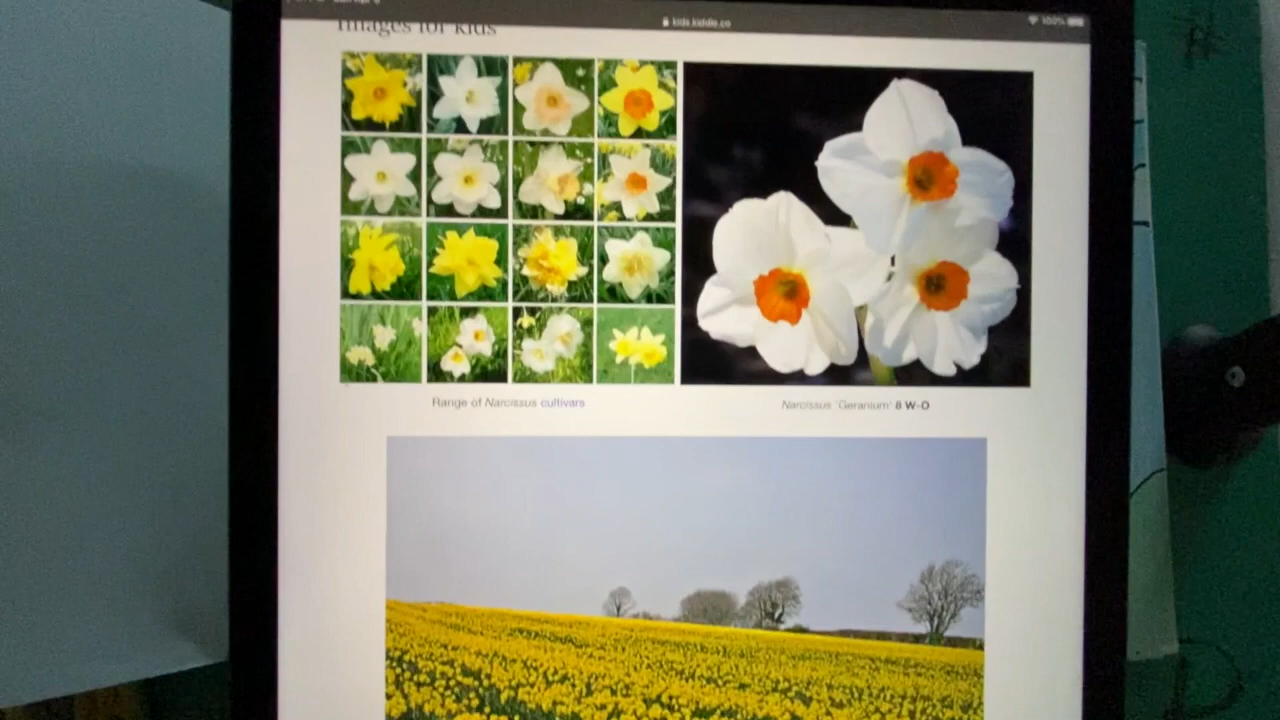 kids.kiddle.co
100%
Images for kids
Range of Narcissus cultivars
Narcissus 'Geranium' 8 W-O